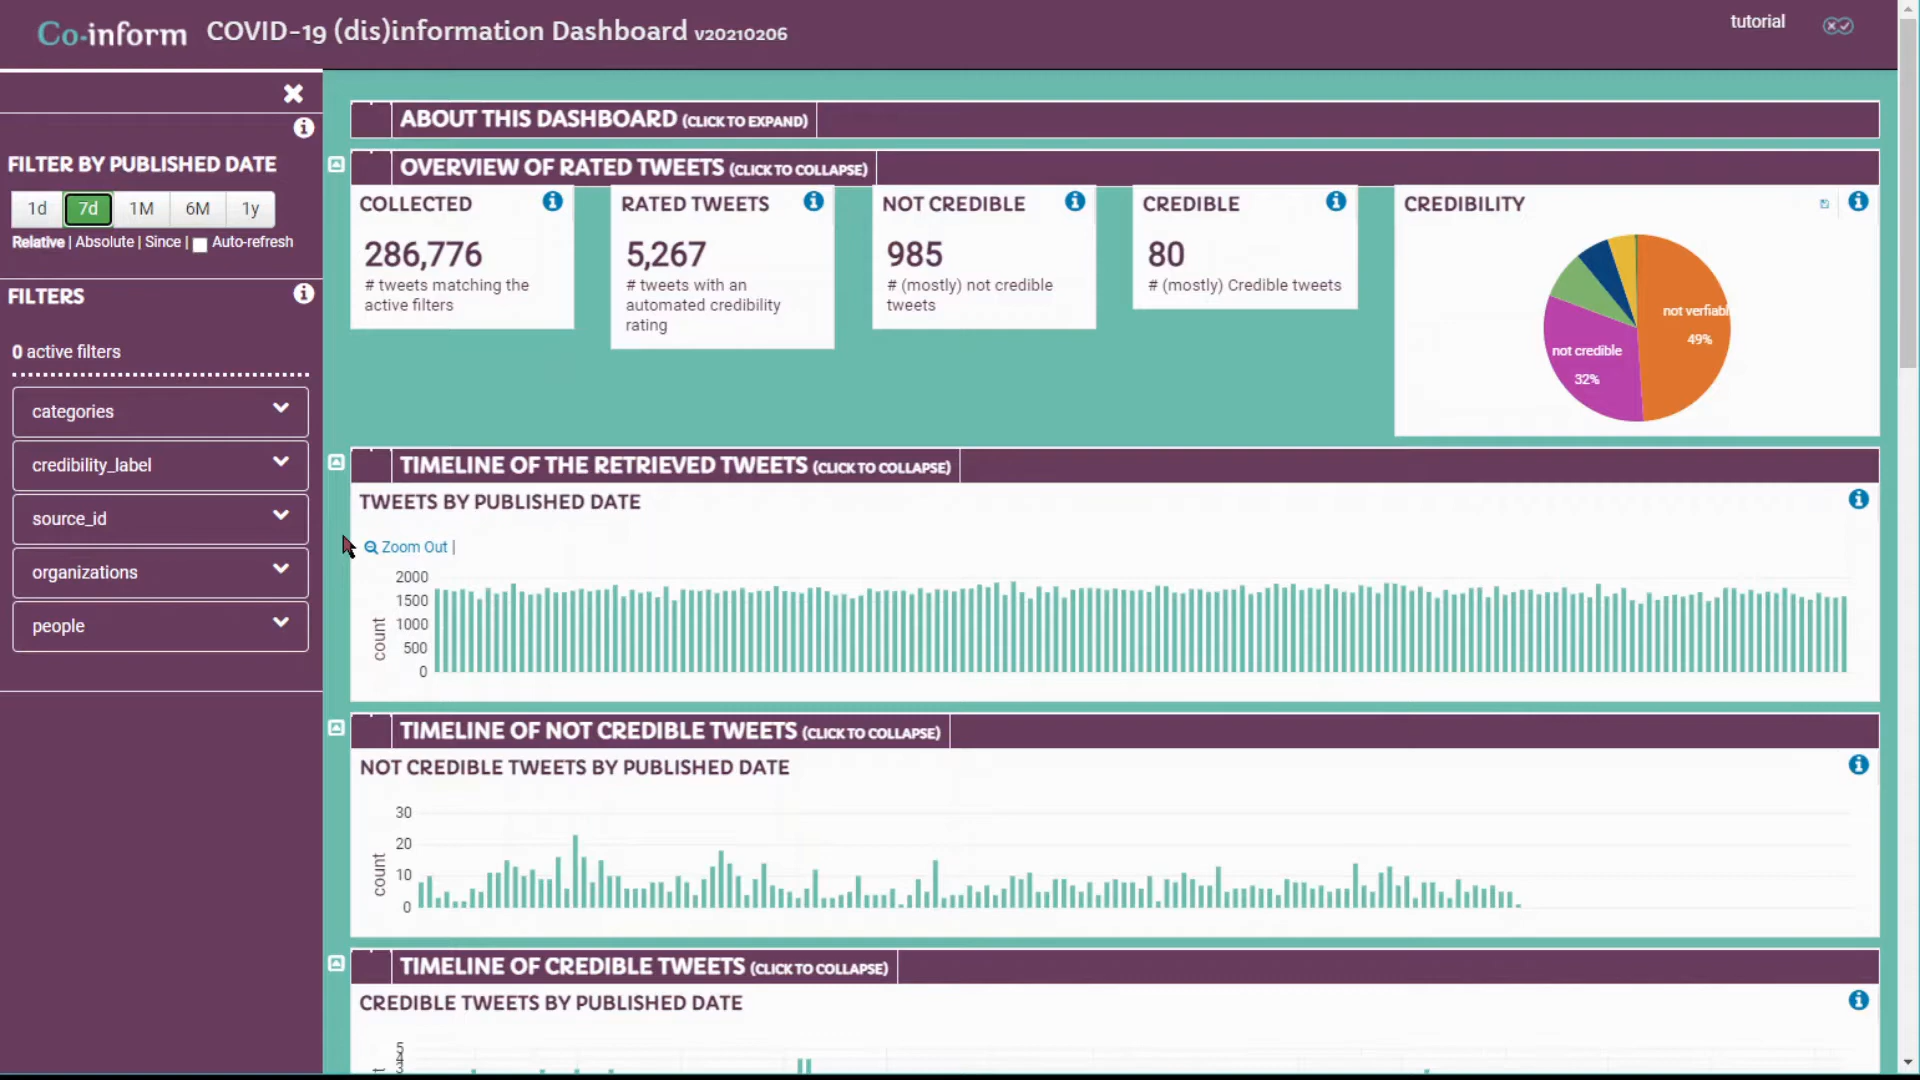 Co-inform COVID-19 (dis)information Dashboard v20210206
tutorial
FILTER BY PUBLISHED DATE
1d 7d 1M 6M 1y
Relative | Absolute | Since | Auto-refresh
FILTERS
0 active filters
categories
credibility_label
source_id
organizations
people
ABOUT THIS DASHBOARD (CLICK TO EXPAND)
OVERVIEW OF RATED TWEETS (CLICK TO COLLAPSE)
COLLECTED
286,776
# tweets matching the
active filters
RATED TWEETS
5,267
# tweets with an
automated credibility
rating
NOT CREDIBLE
985
# (mostly) not credible
tweets
CREDIBLE
80
# (mostly) Credible tweets
CREDIBILITY
not verfiabl
49%
not credible
32%
TIMELINE OF THE RETRIEVED TWEETS (CLICK TO COLLAPSE)
TWEETS BY PUBLISHED DATE
Zoom Out |
2000
1500
1000
500
0
count
TIMELINE OF NOT CREDIBLE TWEETS (CLICK TO COLLAPSE)
NOT CREDIBLE TWEETS BY PUBLISHED DATE
30
20
10
0
count
TIMELINE OF CREDIBLE TWEETS (CLICK TO COLLAPSE)
CREDIBLE TWEETS BY PUBLISHED DATE
5
4
3